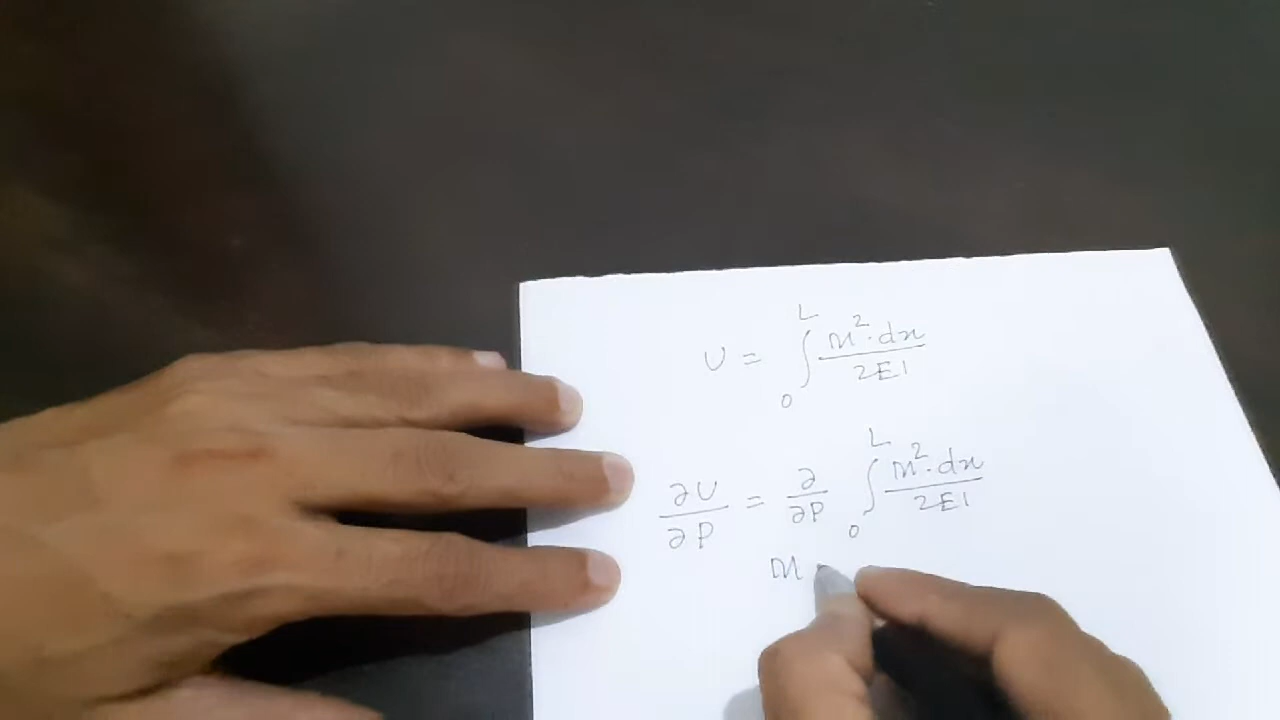 U = ∫₀ᴸ M²·dx / 2EI
∂U / ∂P = ∂ / ∂P ∫₀ᴸ M²·dx / 2EI
M